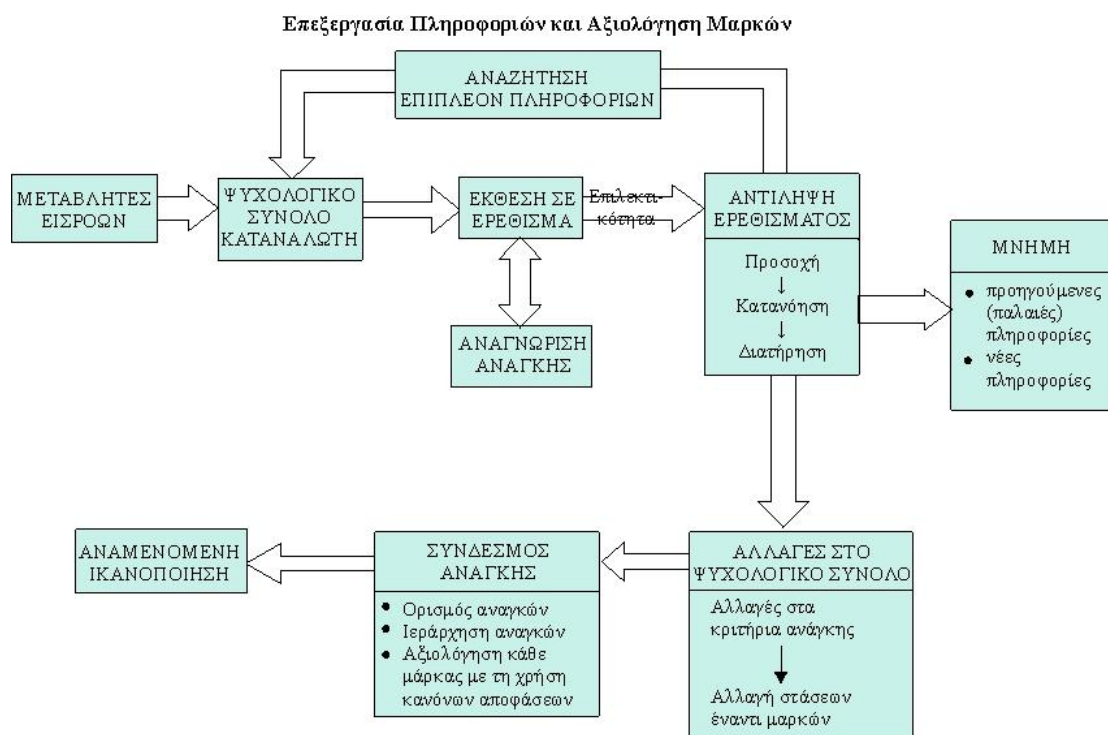 Επεξεργασία Πληροφοριών και Αξιολόγηση Μαρκών
ΑΝΑΖΗΤΗΣΗ
ΕΠΙΠΛΕΟΝ ΠΛΗΡΟΦΟΡΙΩΝ
ΜΕΤΑΒΛΗΤΕΣ
ΕΙΣΡΟΩΝ
ΨΥΧΟΛΟΓΙΚΟ
ΣΥΝΟΛΟ
ΚΑΤΑΝΑΛΩΤΗ
ΕΚΘΕΣΗ ΣΕ
ΕΡΕΘΙΣΜΑ
Επιλεκτι-
κότητα
ΑΝΤΙΛΗΨΗ
ΕΡΕΘΙΣΜΑΤΟΣ
Προσοχή
Κατανόηση
Διατήρηση
ΜΝΗΜΗ
προηγούμενες
(παλαιές)
πληροφορίες
νέες
πληροφορίες
ΑΝΑΓΝΩΡΙΣΗ
ΑΝΑΓΚΗΣ
ΑΝΑΜΕΝΟΜΕΝΗ
ΙΚΑΝΟΠΟΙΗΣΗ
ΣΥΝΔΕΣΜΟΣ
ΑΝΑΓΚΗΣ
Ορισμός αναγκών
Ιεράρχηση αναγκών
Αξιολόγηση κάθε
μάρκας με τη χρήση
κανόνων αποφάσεων
ΑΛΛΑΓΕΣ ΣΤΟ
ΨΥΧΟΛΟΓΙΚΟ ΣΥΝΟΛΟ
Αλλαγές στα
κριτήρια ανάγκης
Αλλαγή στάσεων
έναντι μαρκών